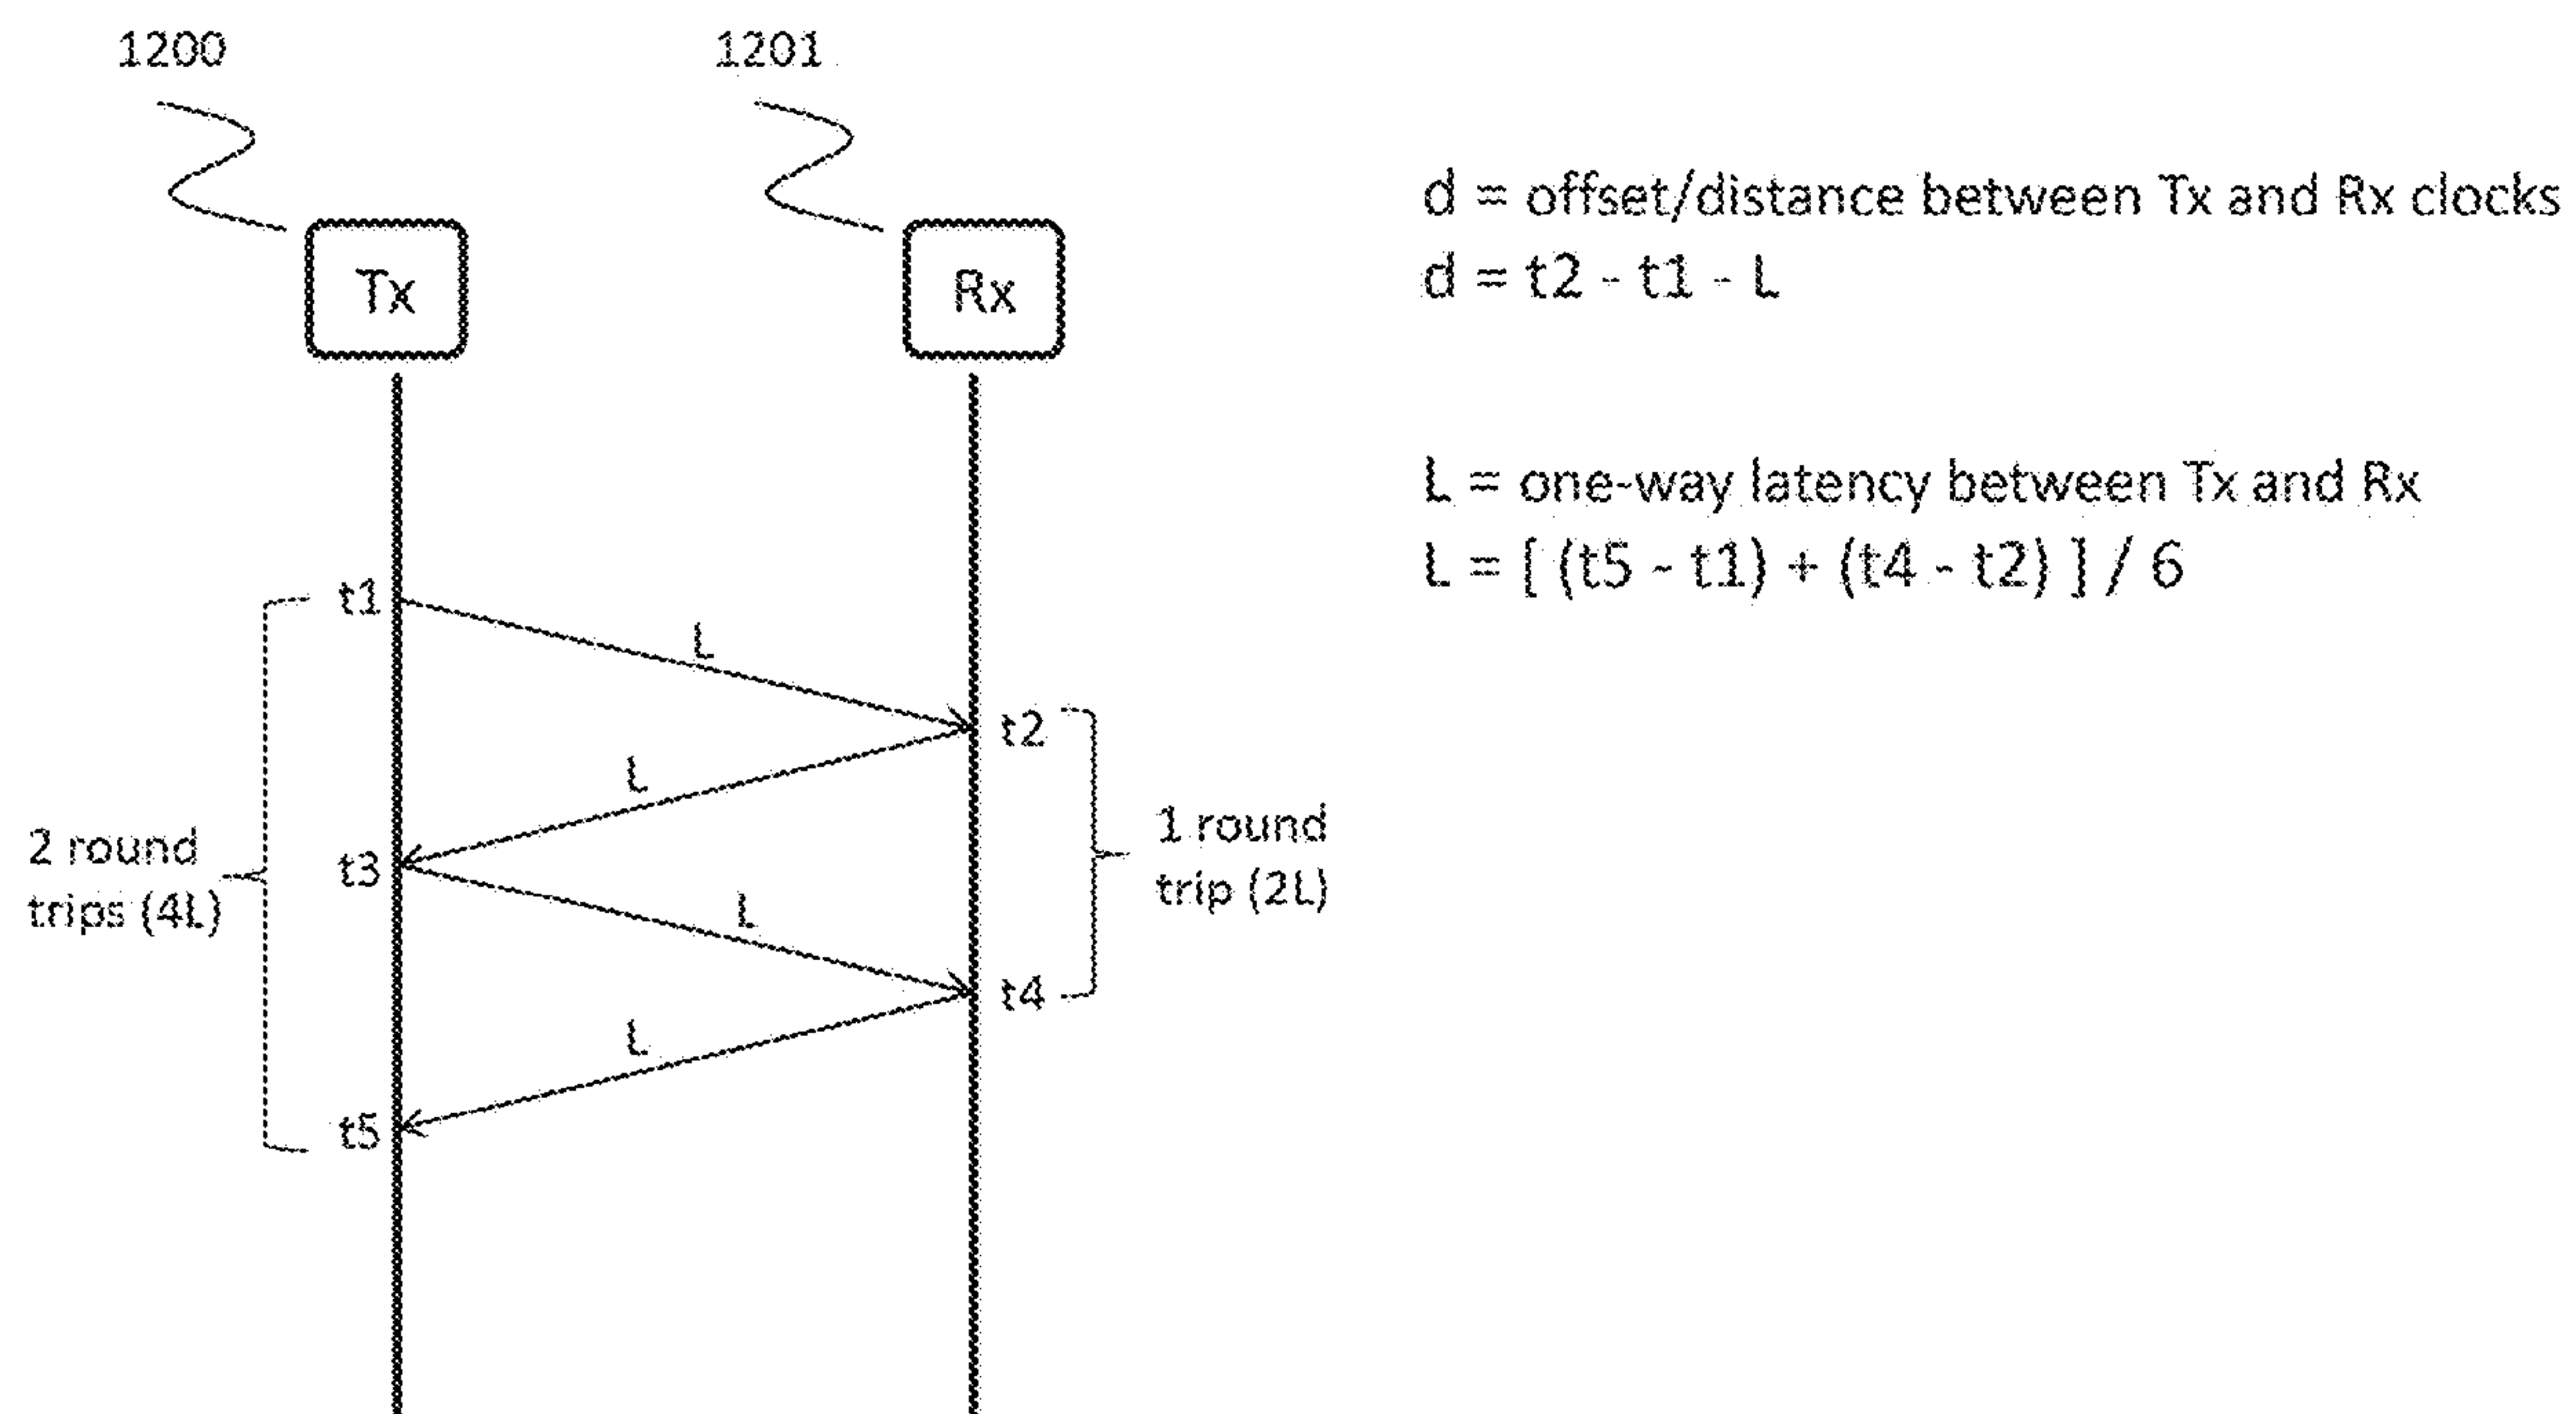 1200
1201
Tx
Rx
d = offset/distance between Tx and Rx clocks
d = t2 - t1 - L
L = one-way latency between Tx and Rx
L = [ (t5 - t1) + (t4 - t2) ] / 6
t1
L
t2
L
2 round
trips (4L)
t3
1 round
trip (2L)
L
t4
L
t5